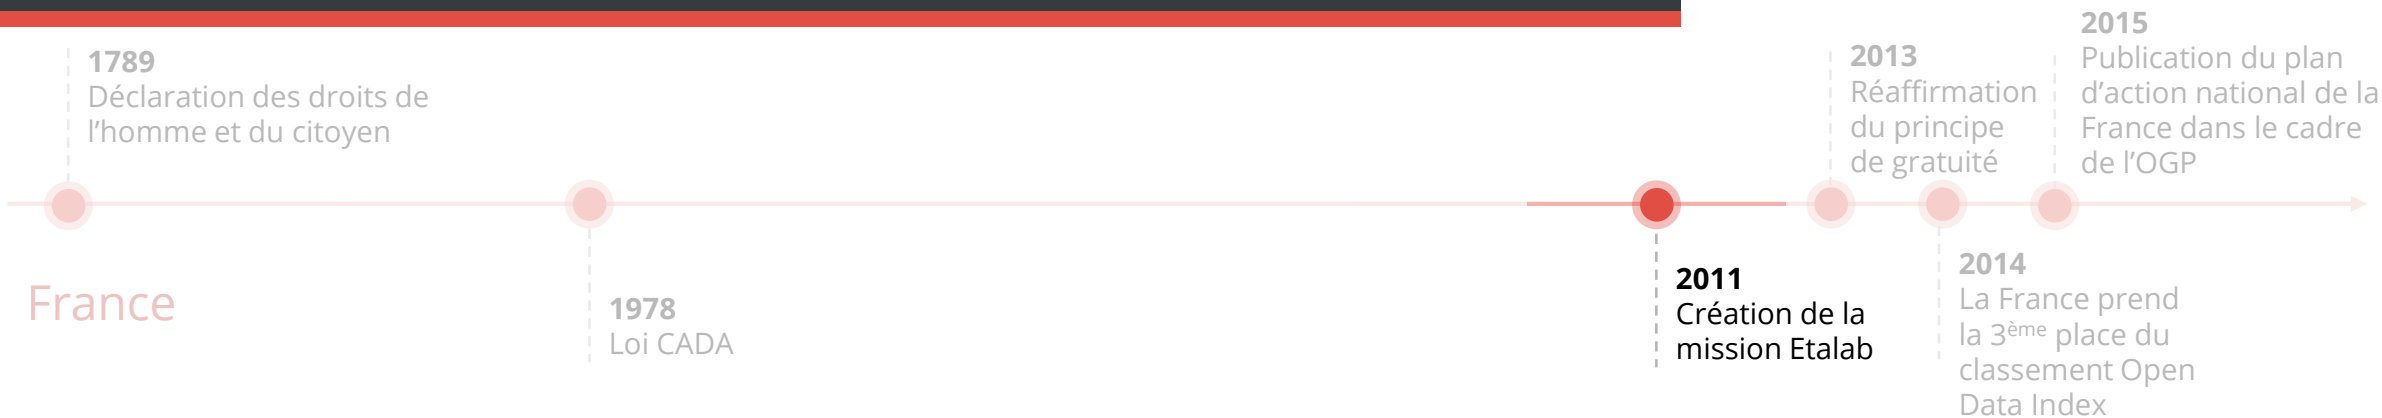 1789
Déclaration des droits de
l’homme et du citoyen
2013
Réaffirmation
du principe
de gratuité
2015
Publication du plan
d’action national de la
France dans le cadre
de l’OGP
France
1978
Loi CADA
2011
Création de la
mission Etalab
2014
La France prend
la 3ème place du
classement Open
Data Index